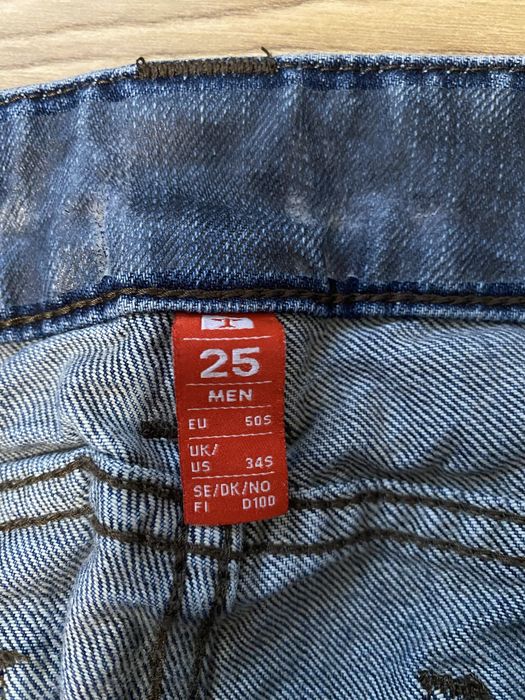 25
MEN
EU 50S
UK/
US 34S
SE/DK/NO
FI D100